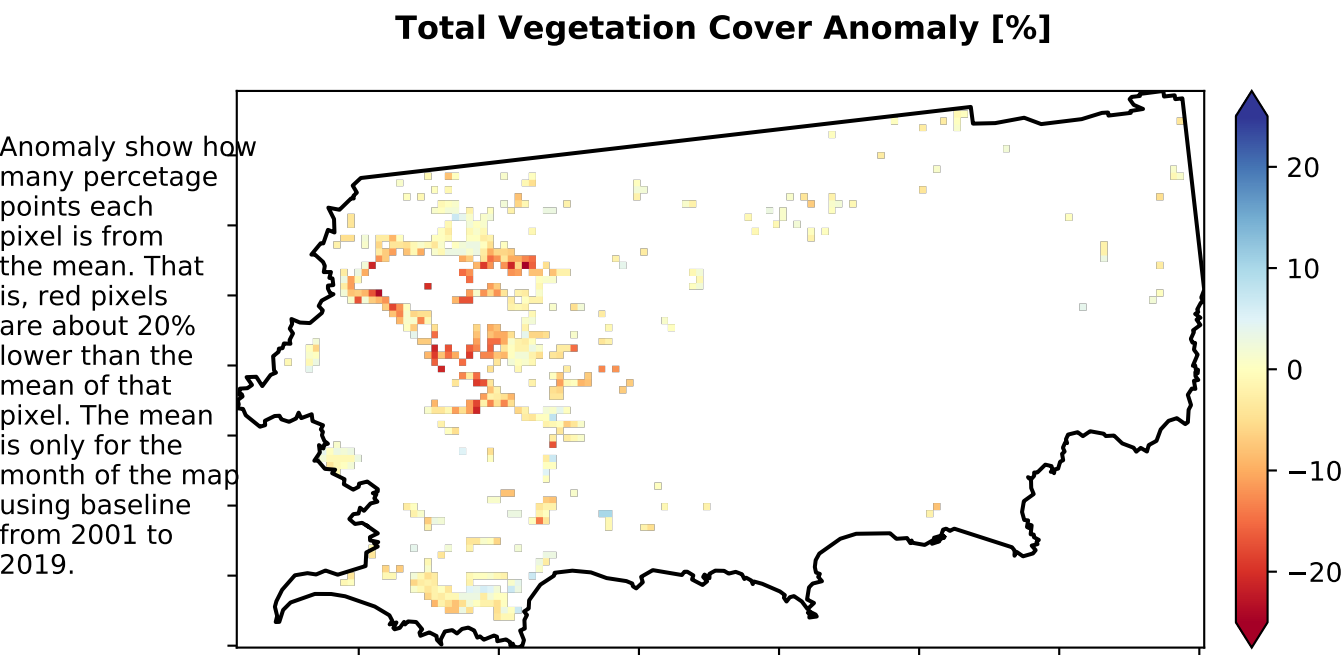 Total Vegetation Cover Anomaly [%]
Anomaly show how
many percetage
points each
pixel is from
the mean. That
is, red pixels
are about 20%
lower than the
mean of that
pixel. The mean
is only for the
month of the map
using baseline
from 2001 to
2019.
20
10
0
−10
−20